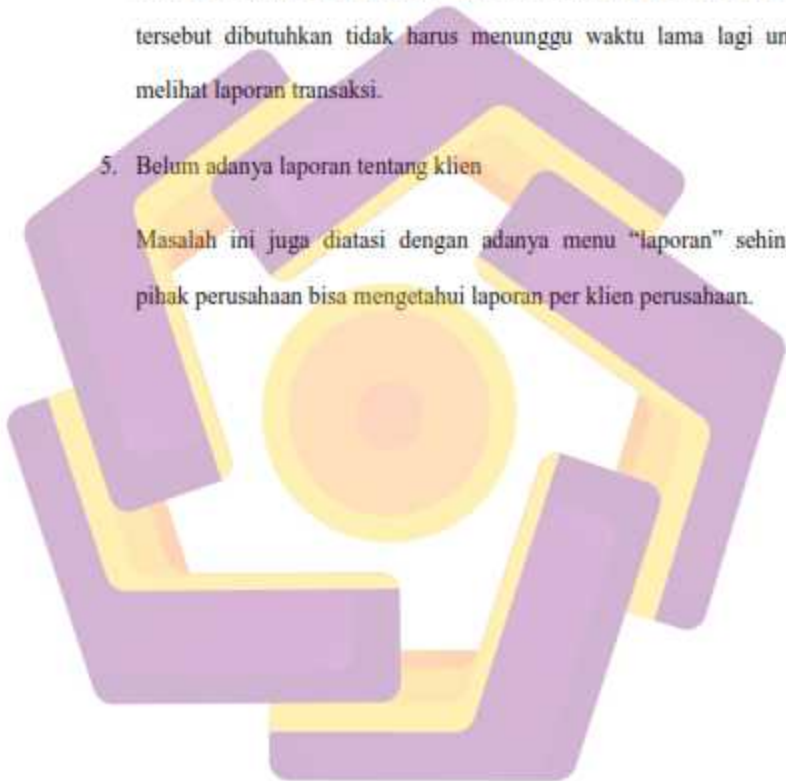 tersebut dibutuhkan tidak harus menunggu waktu lama lagi un
melihat laporan transaksi.
5. Belum adanya laporan tentang klien
Masalah ini juga diatasi dengan adanya menu “laporan” sehin
pihak perusahaan bisa mengetahui laporan per klien perusahaan.